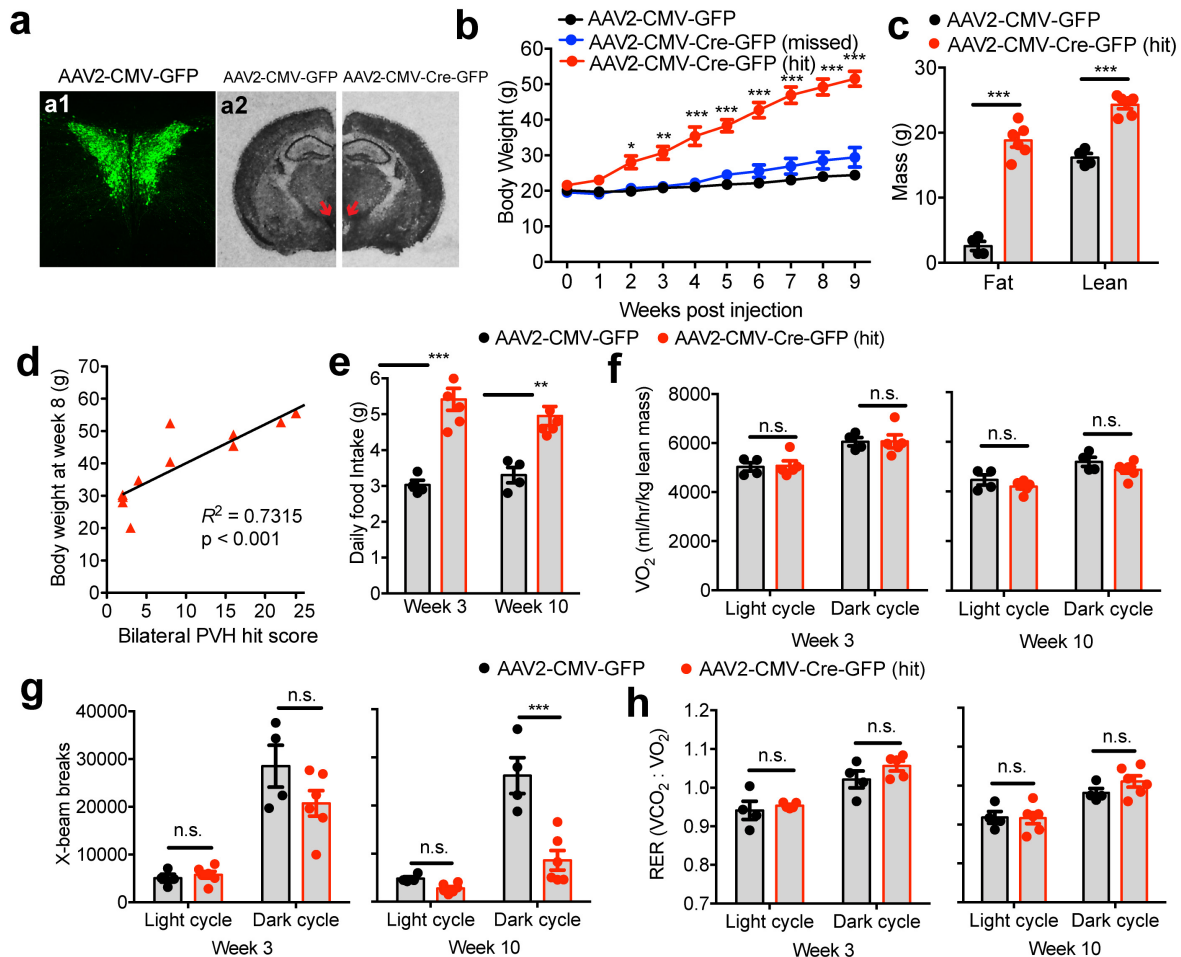 a
AAV2-CMV-GFP
a1
AAV2-CMV-GFP
AAV2-CMV-Cre-GFP
a2
b
AAV2-CMV-GFP
AAV2-CMV-Cre-GFP (missed)
AAV2-CMV-Cre-GFP (hit)
Body Weight (g)
60
50
40
30
20
10
0
* ** *** *** *** *** *** ***
0 1 2 3 4 5 6 7 8 9
Weeks post injection
c
AAV2-CMV-GFP
AAV2-CMV-Cre-GFP (hit)
Mass (g)
30
20
10
0
*** ***
Fat Lean
d
Body weight at week 8 (g)
70
60
50
40
30
20
10
0
R² = 0.7315
p < 0.001
0 5 10 15 20 25
Bilateral PVH hit score
AAV2-CMV-GFP AAV2-CMV-Cre-GFP (hit)
e
Daily food Intake (g)
6
5
4
3
2
1
0
*** **
Week 3 Week 10
f
VO₂ (ml/hr/kg lean mass)
8000
6000
4000
2000
0
n.s. n.s.
Light cycle Dark cycle
Week 3
n.s. n.s.
Light cycle Dark cycle
Week 10
AAV2-CMV-GFP AAV2-CMV-Cre-GFP (hit)
g
X-beam breaks
40000
30000
20000
10000
0
n.s. n.s.
Light cycle Dark cycle
Week 3
n.s. ***
Light cycle Dark cycle
Week 10
h
RER (VCO₂ : VO₂)
1.2
1.1
1.0
0.9
0.8
0.7
n.s. n.s.
Light cycle Dark cycle
Week 3
n.s. n.s.
Light cycle Dark cycle
Week 10